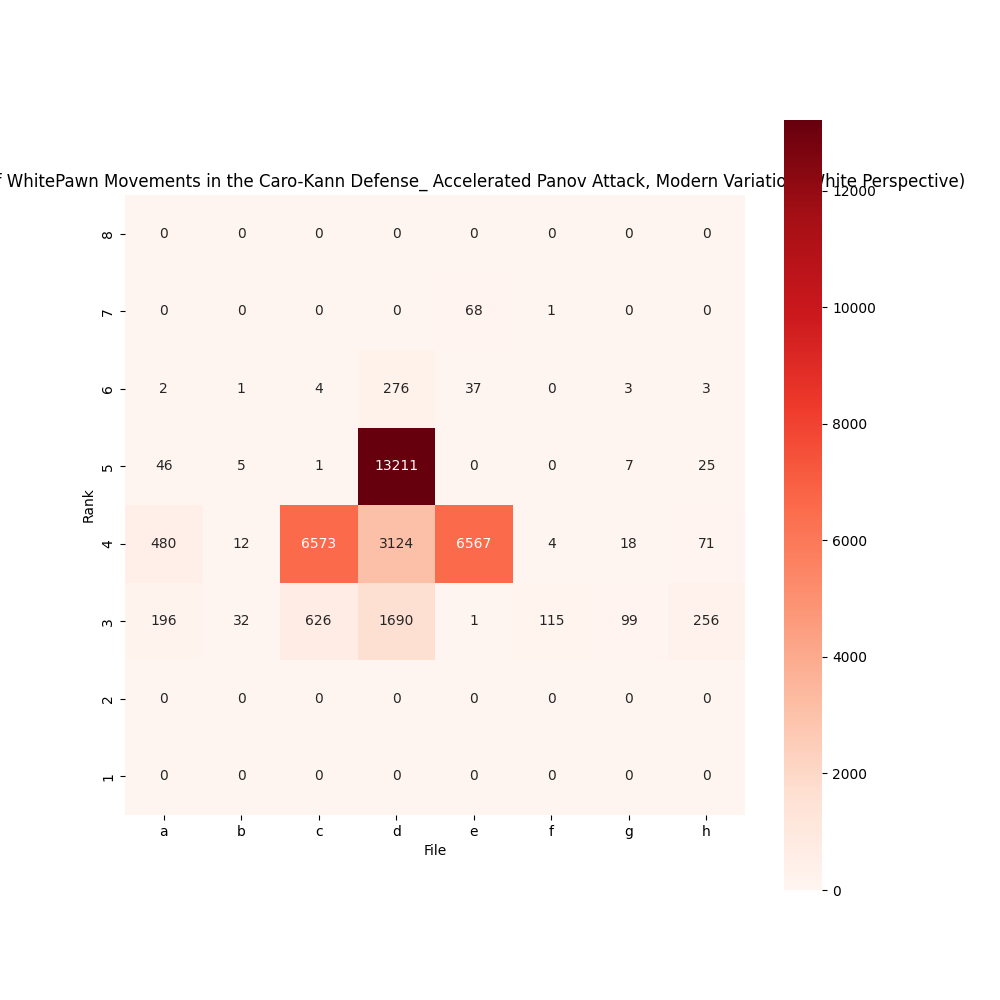 WhitePawn Movements in the Caro-Kann Defense_ Accelerated Panov Attack, Modern Perspective)
12000
10000
8000
6000
4000
2000
0
Rank
8 0 0 0 0 0 0 0 0
7 0 0 0 0 68 1 0 0
6 2 1 4 276 37 0 3 3
5 46 5 1 13211 0 0 7 25
4 480 12 6573 3124 6567 4 18 71
3 196 32 626 1690 1 115 99 256
2 0 0 0 0 0 0 0 0
1 0 0 0 0 0 0 0 0
a b c d e f g h
File